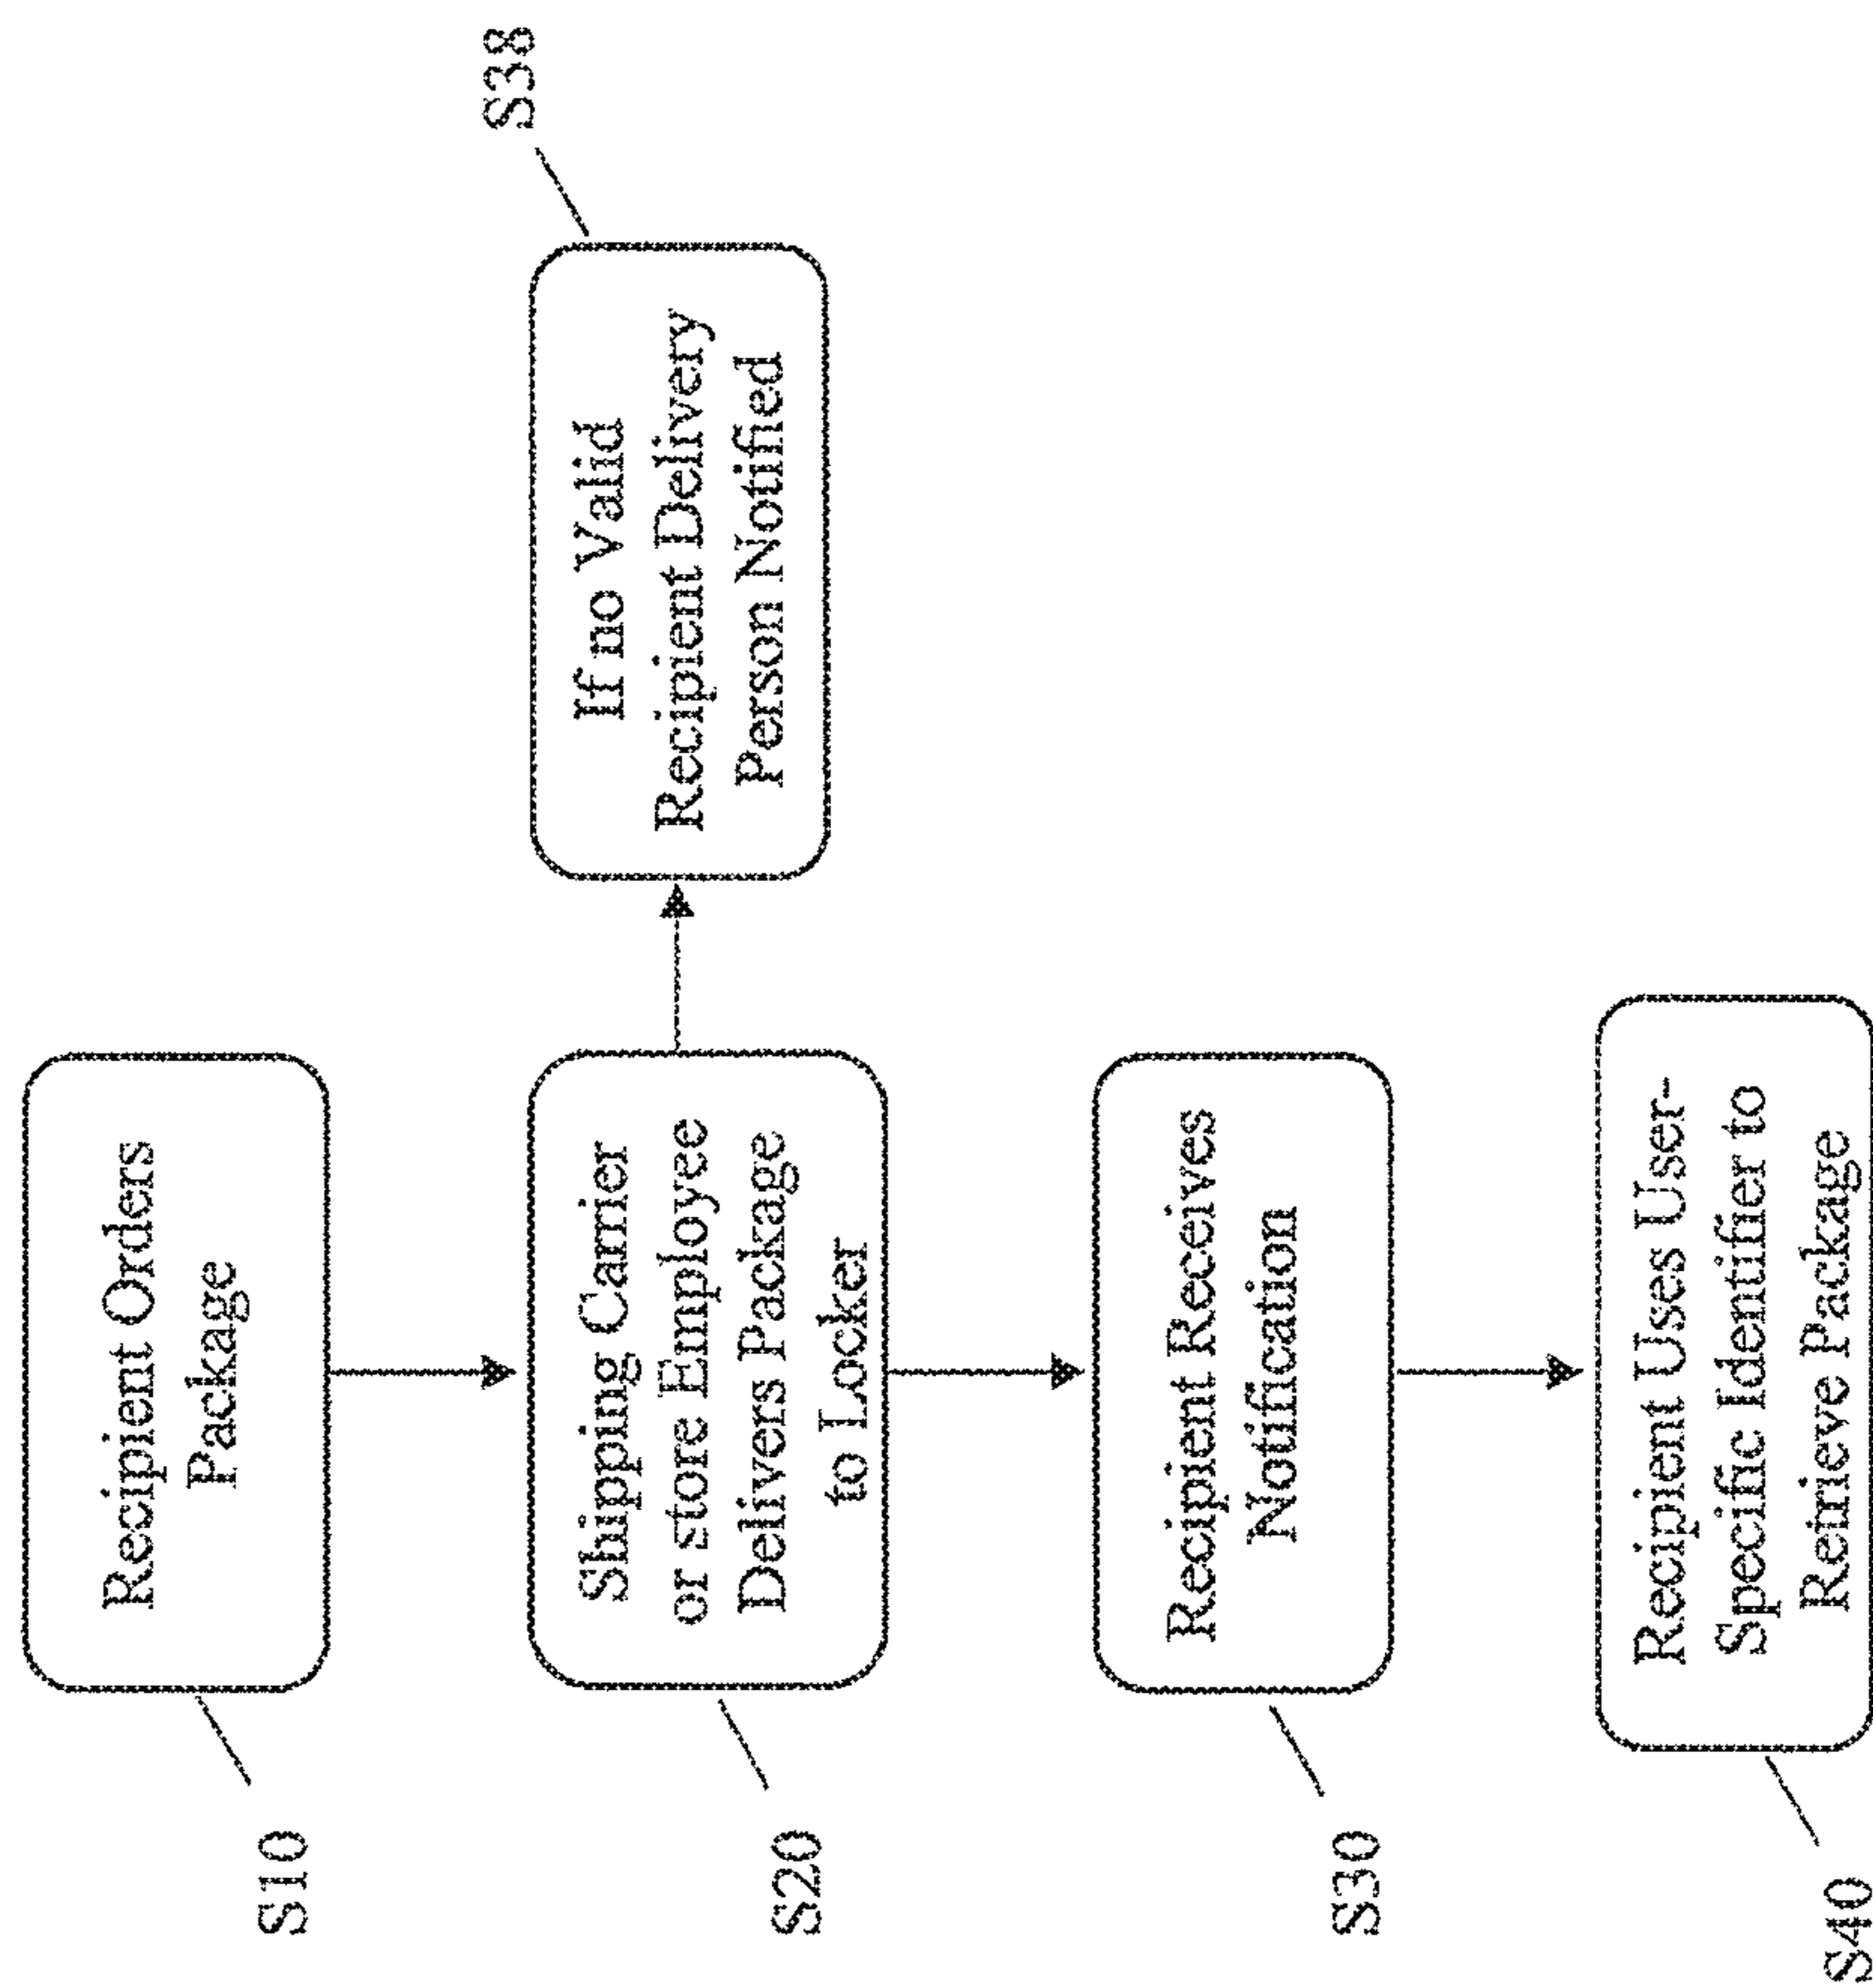 S10
Recipient Orders
Package
S20
Shipping Carrier
or store Employee
Delivers Package
to Locker
S38
If no Valid
Recipient Delivery
Person Notified
S30
Recipient Receives
Notification
S40
Recipient Uses User-
Specific Identifier to
Retrieve Package